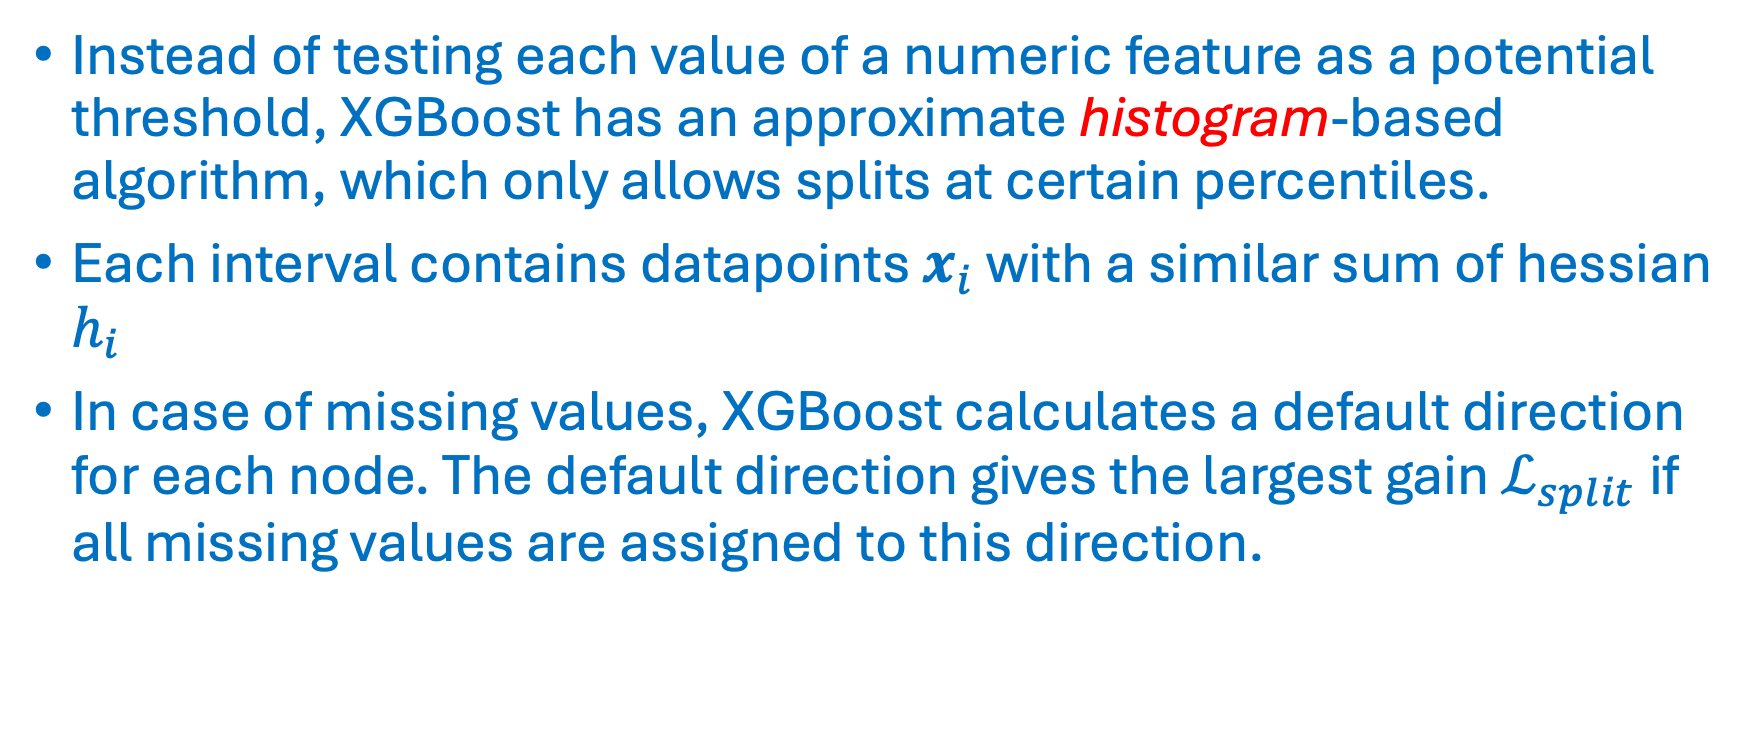 • Instead of testing each value of a numeric feature as a potential
threshold, XGBoost has an approximate histogram-based
algorithm, which only allows splits at certain percentiles.
• Each interval contains datapoints 𝒙ᵢ with a similar sum of hessian
ℎᵢ
• In case of missing values, XGBoost calculates a default direction
for each node. The default direction gives the largest gain ℒ_split if
all missing values are assigned to this direction.